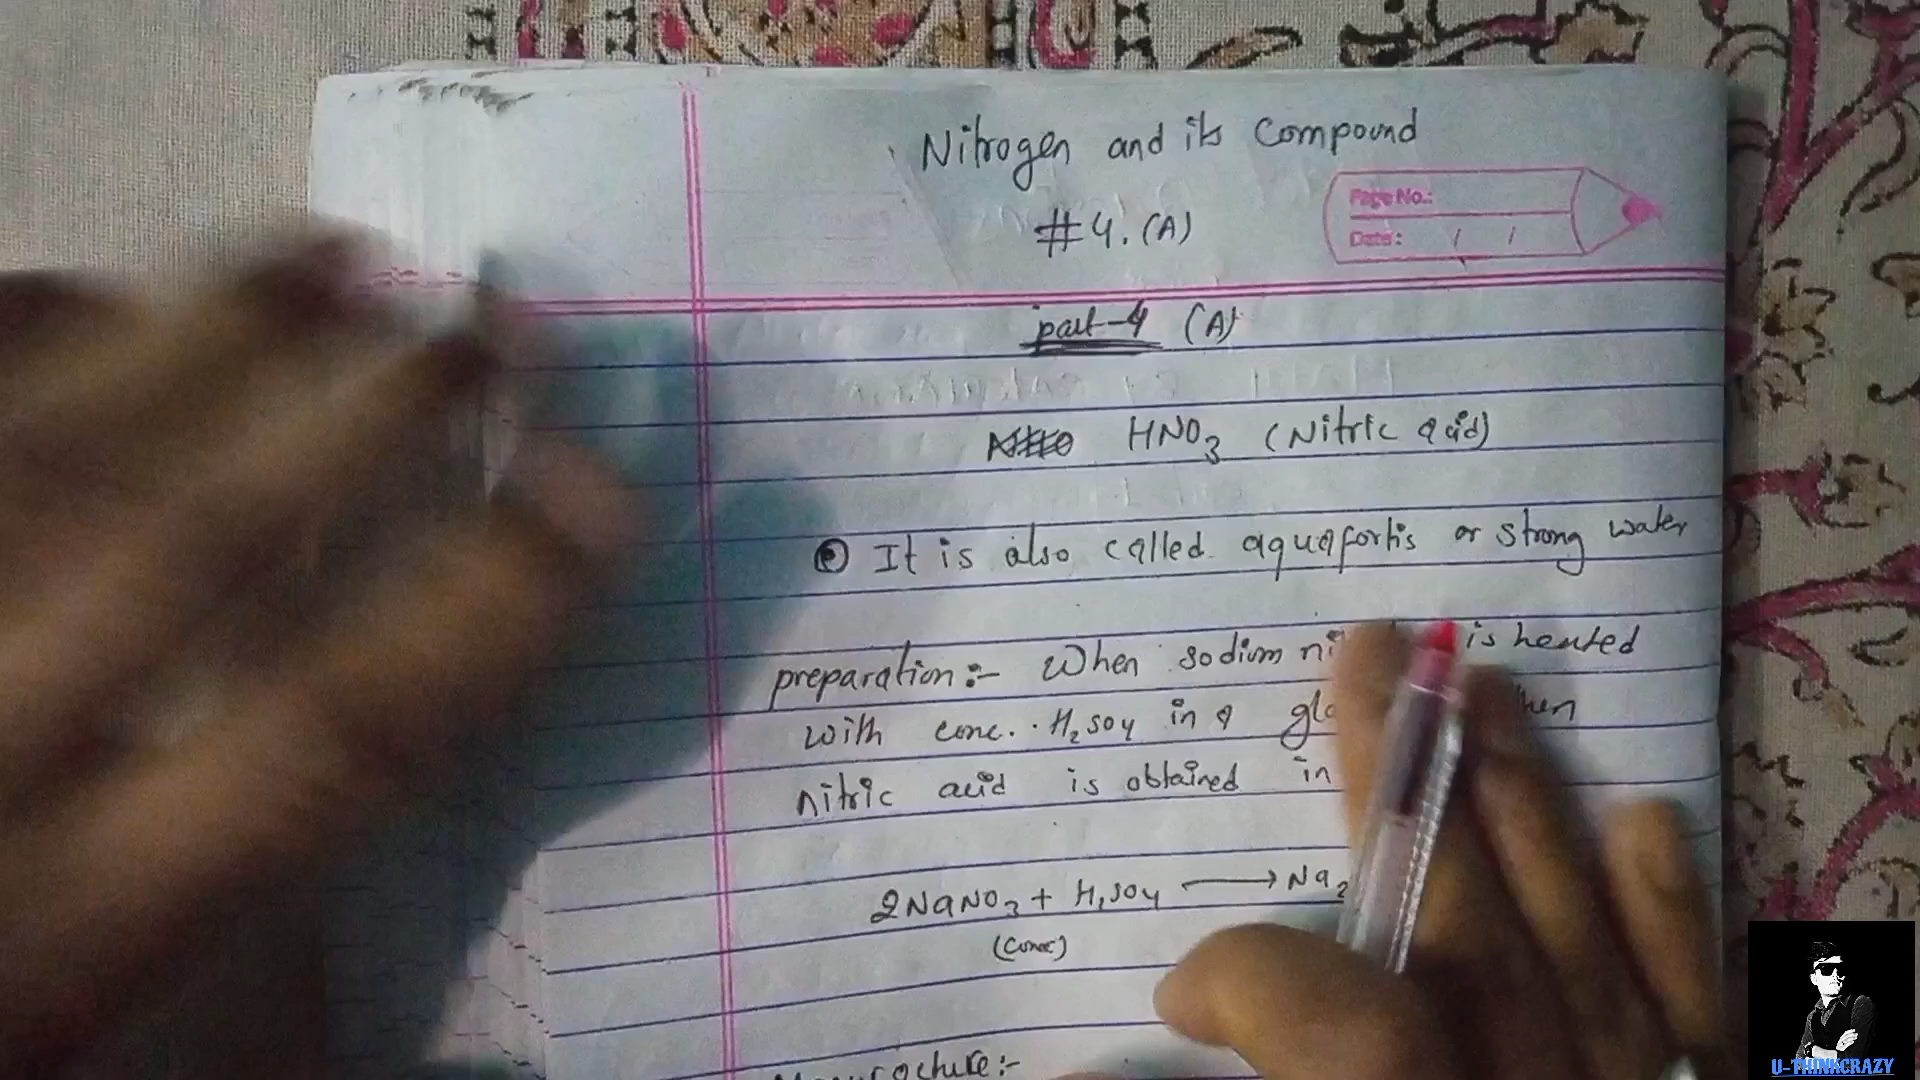 Nitrogen and its Compound
#4. (A)
Page No.:
Date: / /
part-4 (A)
HNO3 (Nitric acid)
It is also called aquafortis or strong water
preparation:- When sodium is heated
with conc. H2SO4 in a
nitric acid is obtained in
2NaNO3 + H2SO4 → Na2
(conc)
U-THINKCRAZY